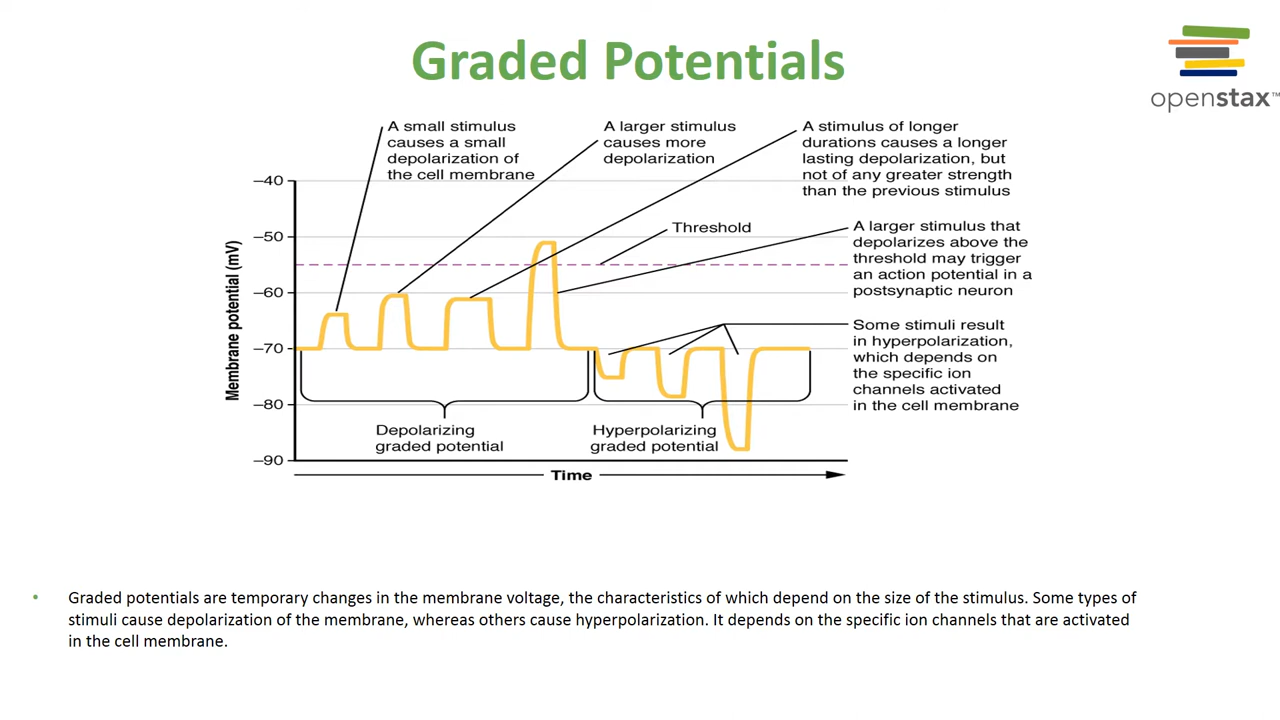 Graded Potentials
openstax™
A small stimulus
causes a small
depolarization of
the cell membrane
A larger stimulus
causes more
depolarization
A stimulus of longer
durations causes a longer
lasting depolarization, but
not of any greater strength
than the previous stimulus
Threshold
A larger stimulus that
depolarizes above the
threshold may trigger
an action potential in a
postsynaptic neuron
Some stimuli result
in hyperpolarization,
which depends on
the specific ion
channels activated
in the cell membrane
Membrane potential (mV)
–40
–50
–60
–70
–80
–90
Depolarizing
graded potential
Hyperpolarizing
graded potential
Time
• Graded potentials are temporary changes in the membrane voltage, the characteristics of which depend on the size of the stimulus. Some types of
stimuli cause depolarization of the membrane, whereas others cause hyperpolarization. It depends on the specific ion channels that are activated
in the cell membrane.